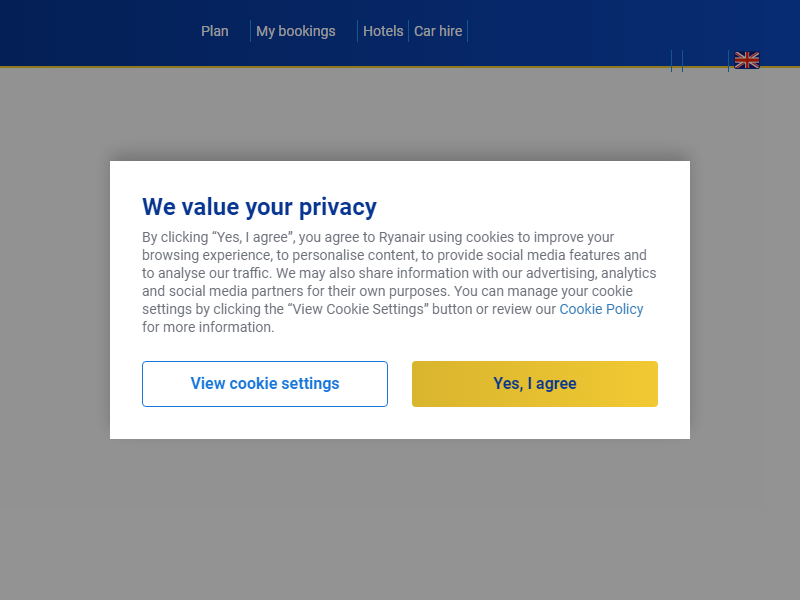 Plan
My bookings
Hotels
Car hire
We value your privacy
By clicking “Yes, I agree”, you agree to Ryanair using cookies to improve your
browsing experience, to personalise content, to provide social media features and
to analyse our traffic. We may also share information with our advertising, analytics
and social media partners for their own purposes. You can manage your cookie
settings by clicking the “View Cookie Settings” button or review our Cookie Policy
for more information.
View cookie settings
Yes, I agree